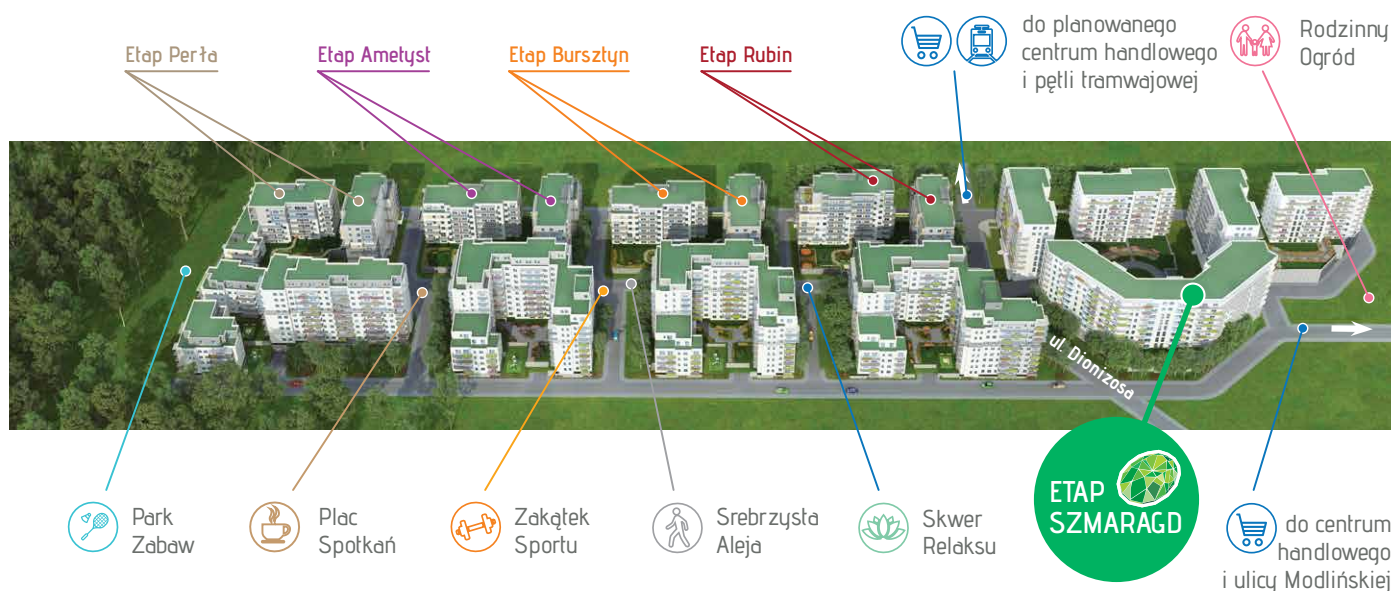 Etap Perła
Etap Ametyst
Etap Bursztyn
Etap Rubin
do planowanego
centrum handlowego
i pętli tramwajowej
Rodzinny
Ogród
ul. Dionizosa
Park
Zabaw
Plac
Spotkań
Zakątek
Sportu
Srebrzysta
Aleja
Skwer
Relaksu
ETAP
SZMARAGD
do centrum
handlowego
i ulicy Modlińskiej